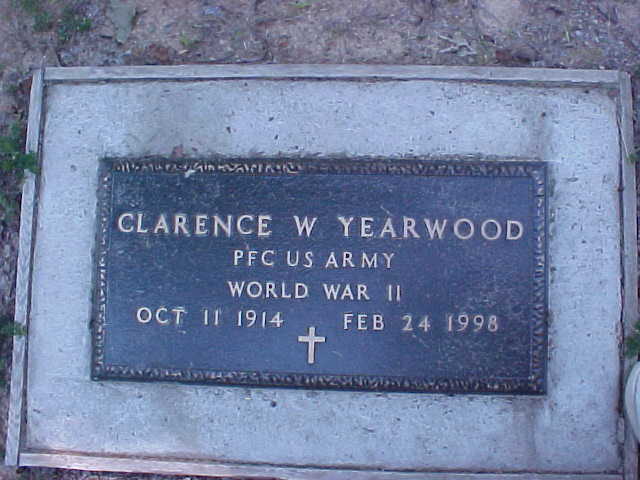 CLARENCE W YEARWOOD
PFC US ARMY
WORLD WAR II
OCT 11 1914 FEB 24 1998